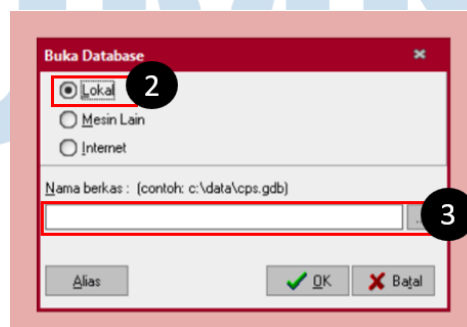 Buka Database
Lokal
2
Mesin Lain
Internet
Nama berkas : (contoh: c:\data\cps.gdb)
3
Alias
OK
Batal